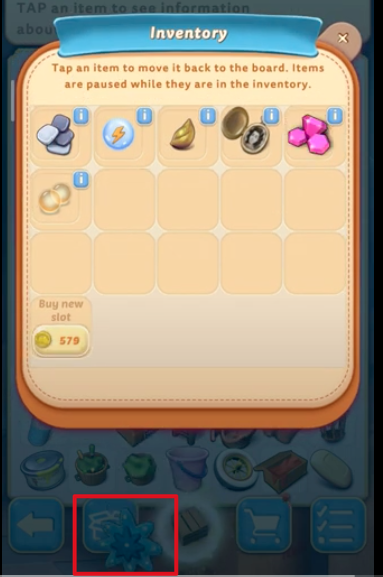 TAP an item to see information
abou
Inventory
Tap an item to move it back to the board. Items
are paused while they are in the inventory.
i i i i i
i
Buy new
slot
579